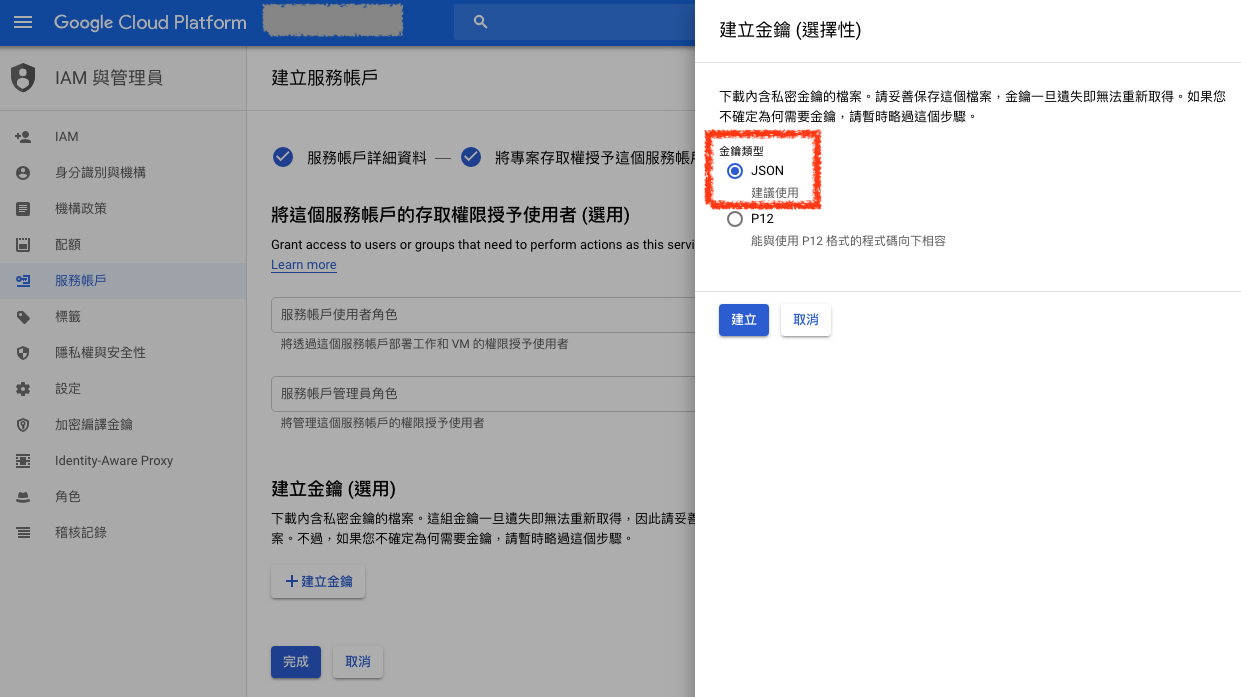 Google Cloud Platform
IAM 與管理員
IAM
身分識別與機構
機構政策
配額
服務帳戶
標籤
隱私權與安全性
設定
加密編譯金鑰
Identity-Aware Proxy
角色
稽核記錄
建立服務帳戶
服務帳戶詳細資料 — 將專案存取權授予這個服務帳戶
將這個服務帳戶的存取權限授予使用者 (選用)
Grant access to users or groups that need to perform actions as this servi
Learn more
服務帳戶使用者角色
將透過這個服務帳戶部署工作和 VM 的權限授予使用者
服務帳戶管理員角色
將管理這個服務帳戶的權限授予使用者
建立金鑰 (選用)
下載內含私密金鑰的檔案。這組金鑰一旦遺失即無法重新取得，因此請妥善
案。不過，如果您不確定為何需要金鑰，請暫時略過這個步驟。
建立金鑰
完成 取消
建立金鑰 (選擇性)
下載內含私密金鑰的檔案。請妥善保存這個檔案，金鑰一旦遺失即無法重新取得。如果您
不確定為何需要金鑰，請暫時略過這個步驟。
金鑰類型
JSON
建議使用
P12
能與使用 P12 格式的程式碼向下相容
建立 取消